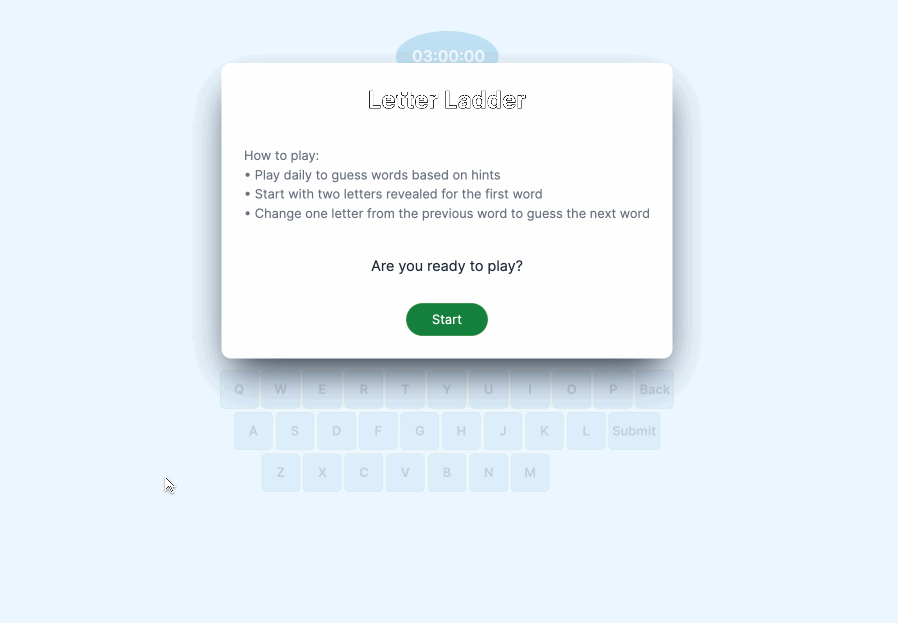 03:00:00
Letter Ladder
How to play:
• Play daily to guess words based on hints
• Start with two letters revealed for the first word
• Change one letter from the previous word to guess the next word
Are you ready to play?
Start
Q W E R T Y U I O P Back
A S D F G H J K L Submit
Z X C V B N M